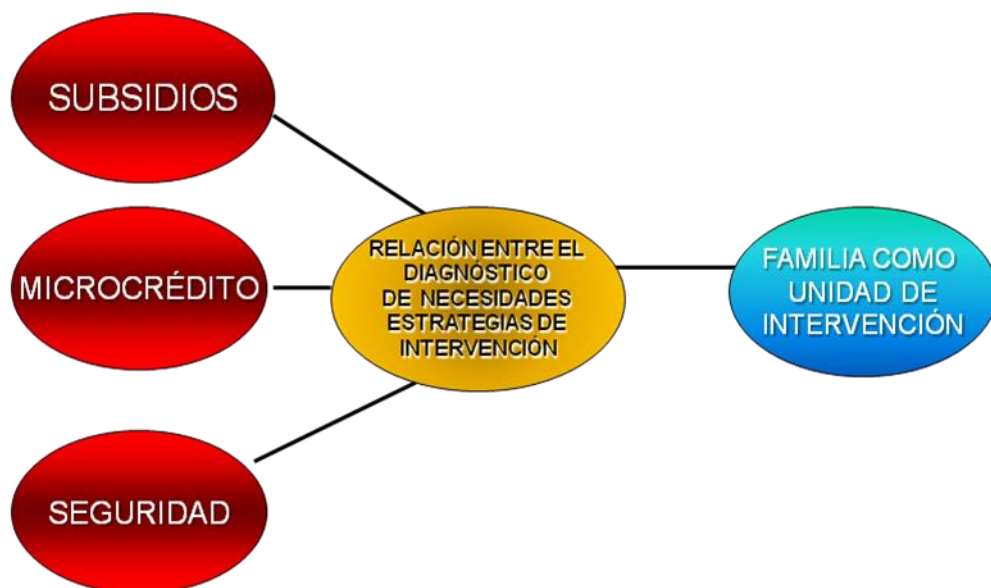 SUBSIDIOS
MICROCRÉDITO
SEGURIDAD
RELACIÓN ENTRE EL
DIAGNÓSTICO
DE NECESIDADES
ESTRATEGIAS DE
INTERVENCIÓN
FAMILIA COMO
UNIDAD DE
INTERVENCIÓN